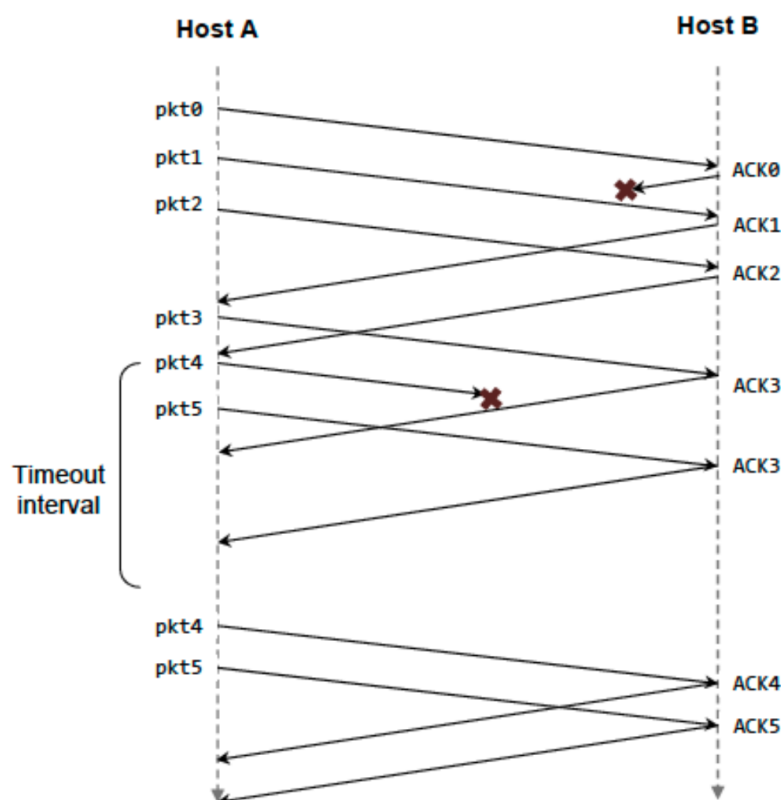 Host A
Host B
pkt0
ACK0
pkt1
pkt2
ACK1
ACK2
pkt3
pkt4
ACK3
pkt5
ACK3
Timeout
interval
pkt4
pkt5
ACK4
ACK5